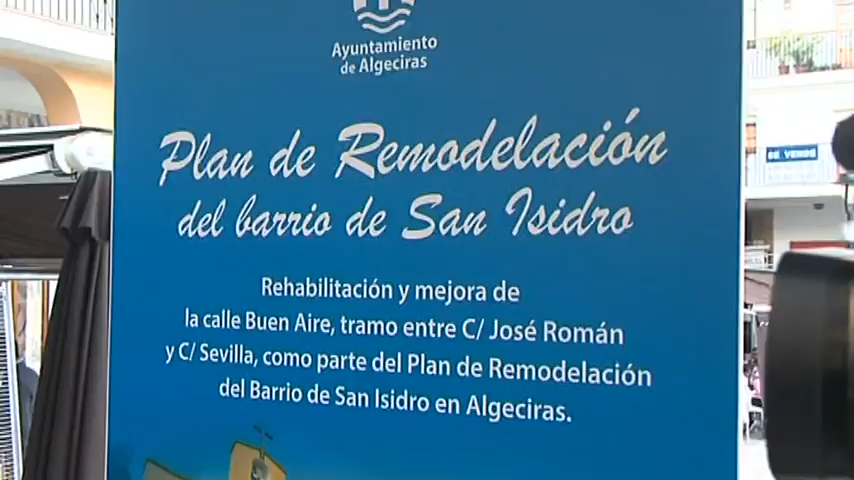 Ayuntamiento
de Algeciras
Plan de Remodelación
del barrio de San Isidro
Rehabilitación y mejora de
la calle Buen Aire, tramo entre C/ José Román
y C/ Sevilla, como parte del Plan de Remodelación
del Barrio de San Isidro en Algeciras.
SE VENDE